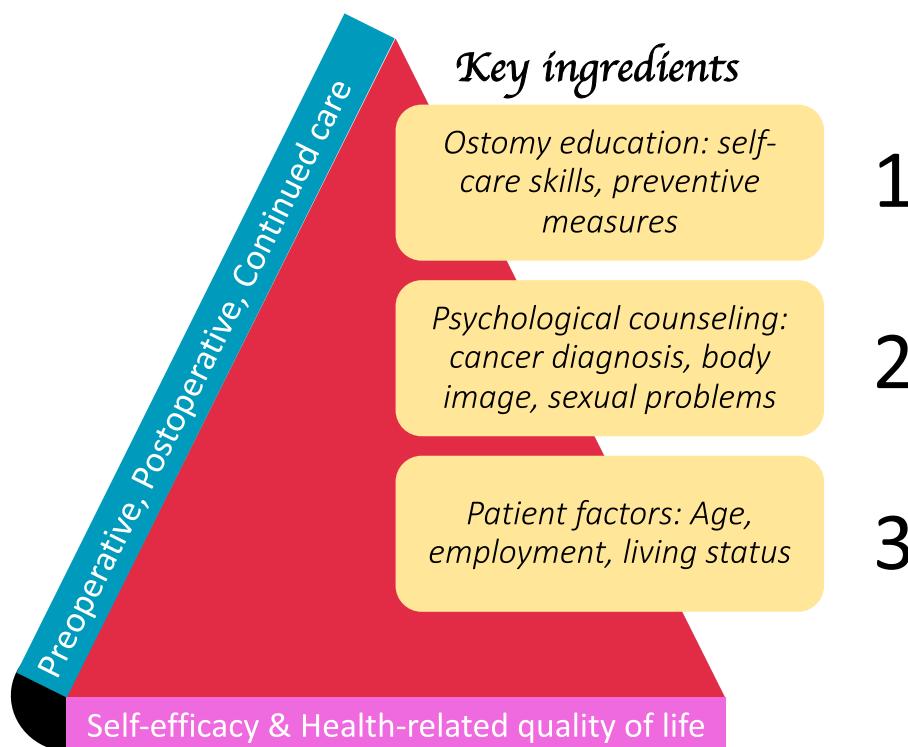 Key ingredients
Preoperative, Postoperative, Continued care
Ostomy education: self-
care skills, preventive
measures
1
Psychological counseling:
cancer diagnosis, body
image, sexual problems
2
Patient factors: Age,
employment, living status
3
Self-efficacy & Health-related quality of life